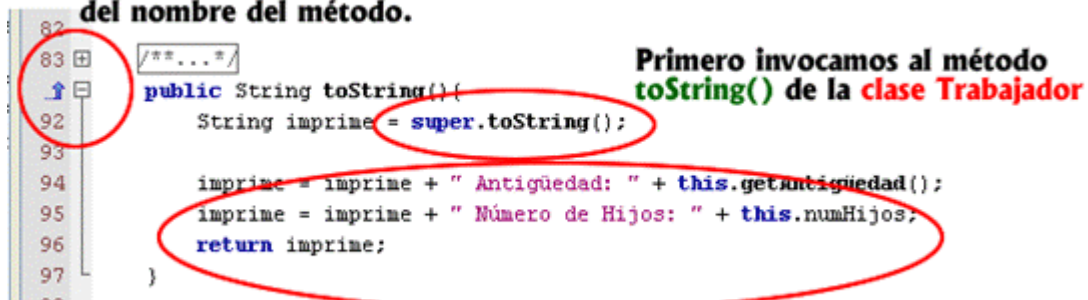 del nombre del método.
82
83 /**...*/
Primero invocamos al método
public String toString(){
toString() de la clase Trabajador
92 String imprime = super.toString();
93
94 imprime = imprime + " Antigüedad: " + this.getAntigüedad();
95 imprime = imprime + " Número de Hijos: " + this.numHijos;
96 return imprime;
97 }